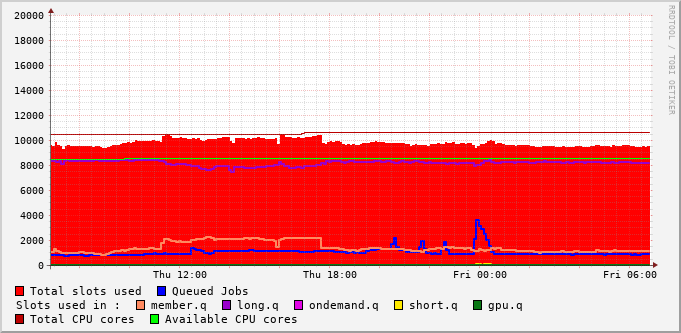 RRDTOOL / TOBI OETIKER
20000
18000
16000
14000
12000
10000
8000
6000
4000
2000
0
Thu 12:00 Thu 18:00 Fri 00:00 Fri 06:00
Total slots used Queued Jobs
Slots used in : member.q long.q ondemand.q short.q gpu.q
Total CPU cores Available CPU cores